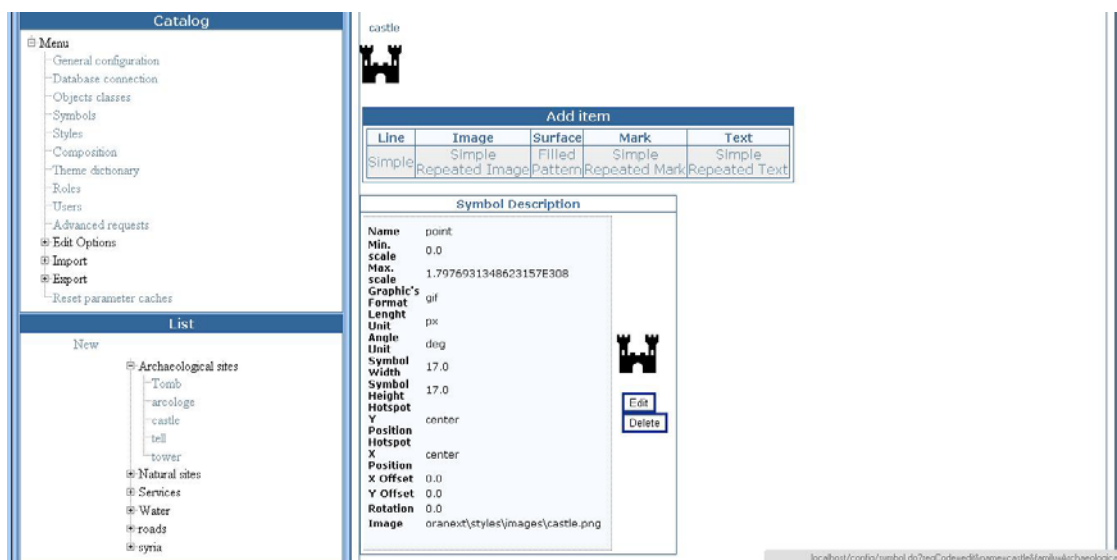 Catalog
Menu
General configuration
Database connection
Objects classes
Symbols
Styles
Composition
Theme dictionary
Roles
Users
Advanced requests
Edit Options
Import
Export
Reset parameter caches
List
New
Archaeological sites
Tomb
arcologe
castle
tell
tower
Natural sites
Services
Water
roads
syria
castle
Add item
Line Image Surface Mark Text
Simple Simple Filled Simple Simple
Repeated Image Pattern Repeated Mark Repeated Text
Symbol Description
Name point
Min. scale 0.0
Max. scale 1.7976931348623157E308
Graphic's Format gif
Lenght Unit px
Angle Unit deg
Symbol Width 17.0
Symbol Height 17.0
Hotspot Y Position center
Hotspot X Position center
X Offset 0.0
Y Offset 0.0
Rotation 0.0
Image oranext\styles\images\castle.png
Edit
Delete